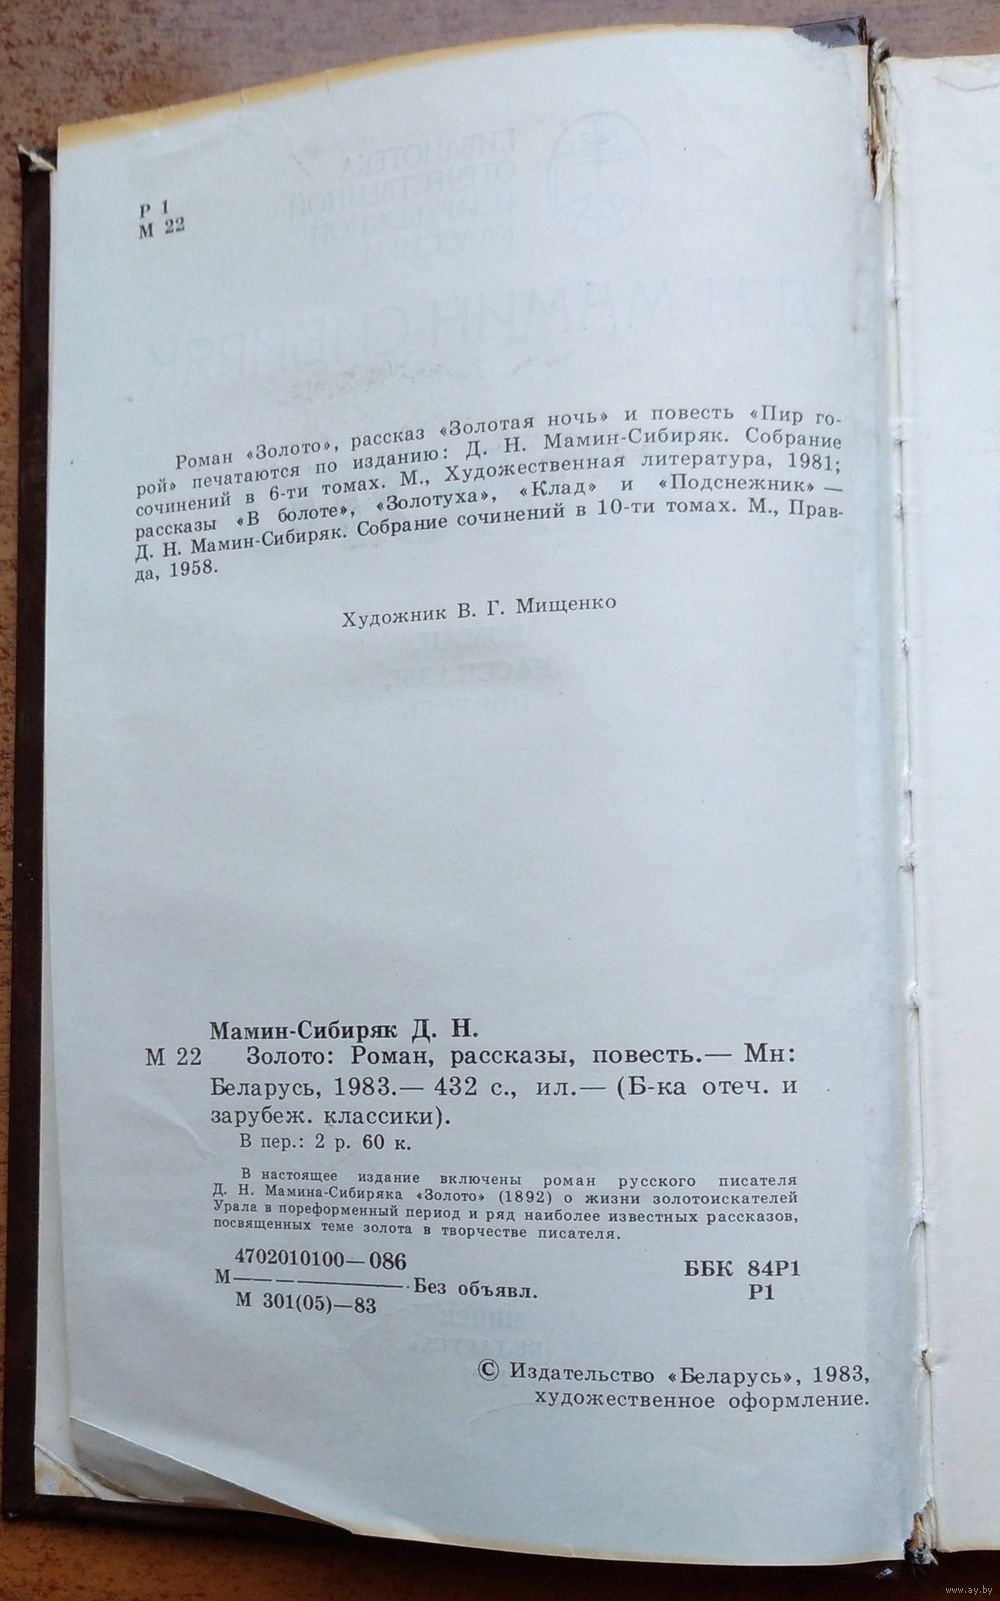 Р 1
М 22
Роман «Золото», рассказ «Золотая ночь» и повесть «Пир го-
рой» печатаются по изданию: Д. Н. Мамин-Сибиряк. Собрание
сочинений в 6-ти томах. М., Художественная литература, 1981;
рассказы «В болоте», «Золотуха», «Клад» и «Подснежник» —
Д. Н. Мамин-Сибиряк. Собрание сочинений в 10-ти томах. М., Прав-
да, 1958.
Художник В. Г. Мищенко
Мамин-Сибиряк Д. Н.
М 22 Золото: Роман, рассказы, повесть.— Мн:
Беларусь, 1983.— 432 с., ил.— (Б-ка отеч. и
зарубеж. классики).
В пер.: 2 р. 60 к.
В настоящее издание включены роман русского писателя
Д. Н. Мамина-Сибиряка «Золото» (1892) о жизни золотоискателей
Урала в пореформенный период и ряд наиболее известных рассказов,
посвященных теме золота в творчестве писателя.
4702010100—086
М———————— Без объявл.
М 301(05)—83
ББК 84Р1
Р1
© Издательство «Беларусь», 1983,
художественное оформление.
www.ay.by